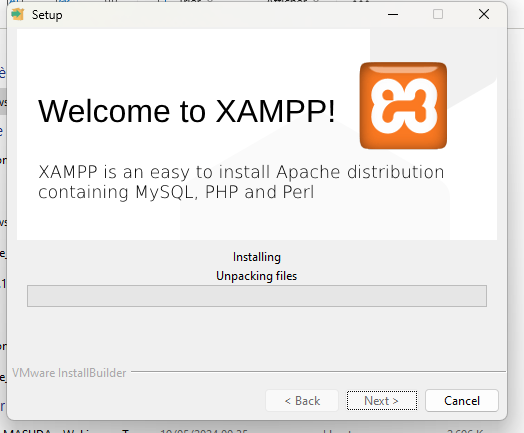 Setup
Welcome to XAMPP!
XAMPP is an easy to install Apache distribution
containing MySQL, PHP and Perl
Installing
Unpacking files
VMware InstallBuilder
< Back
Next >
Cancel